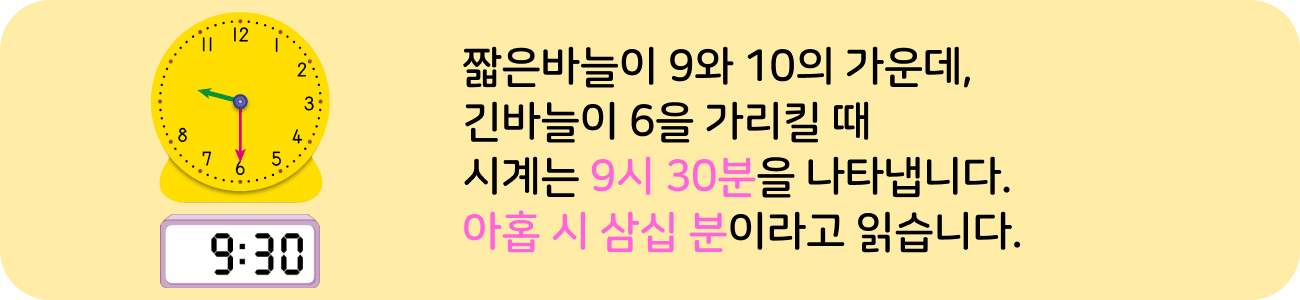 12
11
1
2
3
8
4
7
5
6
9:30
짧은바늘이 9와 10의 가운데,
긴바늘이 6을 가리킬 때
시계는 9시 30분을 나타냅니다.
아홉 시 삼십 분이라고 읽습니다.